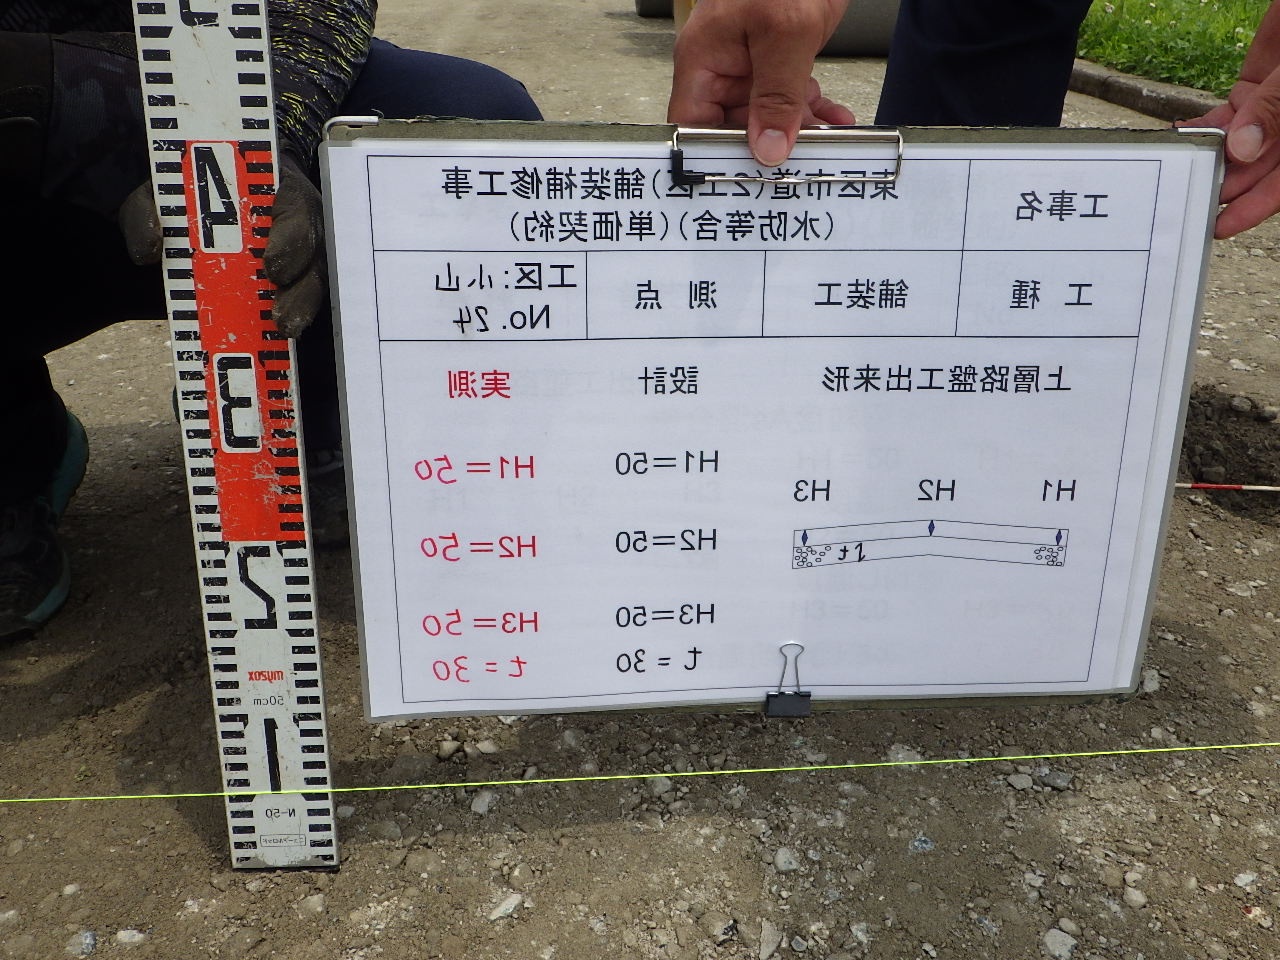 工事名
東区市道(2工区)舗装補修工事
(水防等含)(単価契約)
工 種
舗装工
測 点
工区:小山
No. 24
上層路盤工出来形
設計
実測
H1
H2
H3
t1
H1=50
H1=50
H2=50
H2=50
H3=50
H3=50
t=30
t=30
4
3
2
myzox
50cm
1
N-50